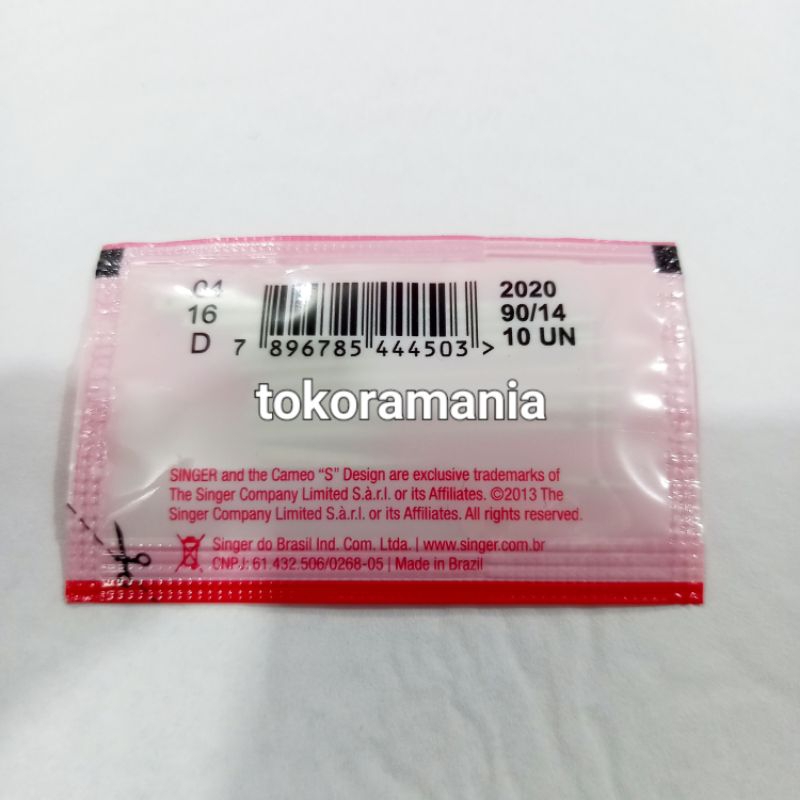 04
16
D
7 896785 444503 >
2020
90/14
10 UN
tokoramania
SINGER and the Cameo “S” Design are exclusive trademarks of
The Singer Company Limited S.à.r.l. or its Affiliates. ©2013 The
Singer Company Limited S.à.r.l. or its Affiliates. All rights reserved.
Singer do Brasil Ind. Com. Ltda. | www.singer.com.br
CNPJ: 61.432.506/0268-05 | Made in Brazil